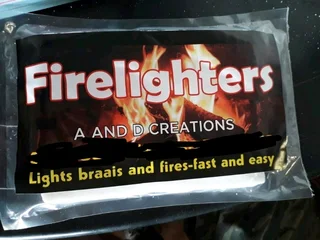 Firelighters
A AND D CREATIONS
Lights braais and fires-fast and easy